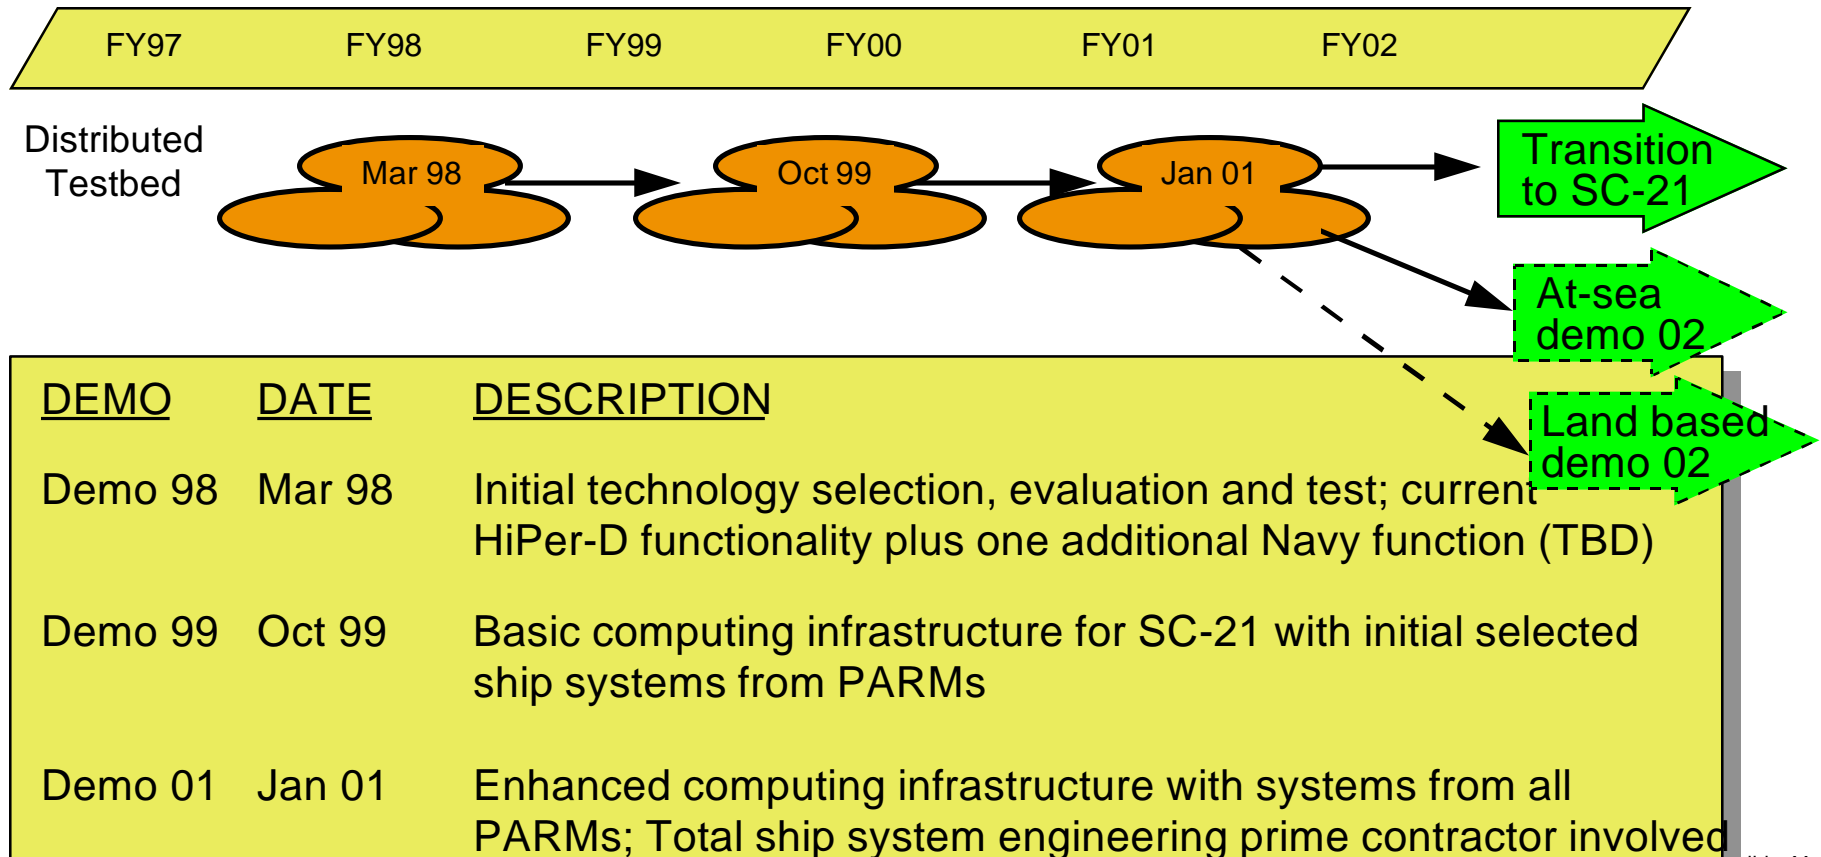 FY97 FY98 FY99 FY00 FY01 FY02
Distributed
Testbed
Mar 98
Oct 99
Jan 01
Transition
to SC-21
At-sea
demo 02
Land based
demo 02
DEMO DATE DESCRIPTION
Demo 98 Mar 98 Initial technology selection, evaluation and test; current
HiPer-D functionality plus one additional Navy function (TBD)
Demo 99 Oct 99 Basic computing infrastructure for SC-21 with initial selected
ship systems from PARMs
Demo 01 Jan 01 Enhanced computing infrastructure with systems from all
PARMs; Total ship system engineering prime contractor involved